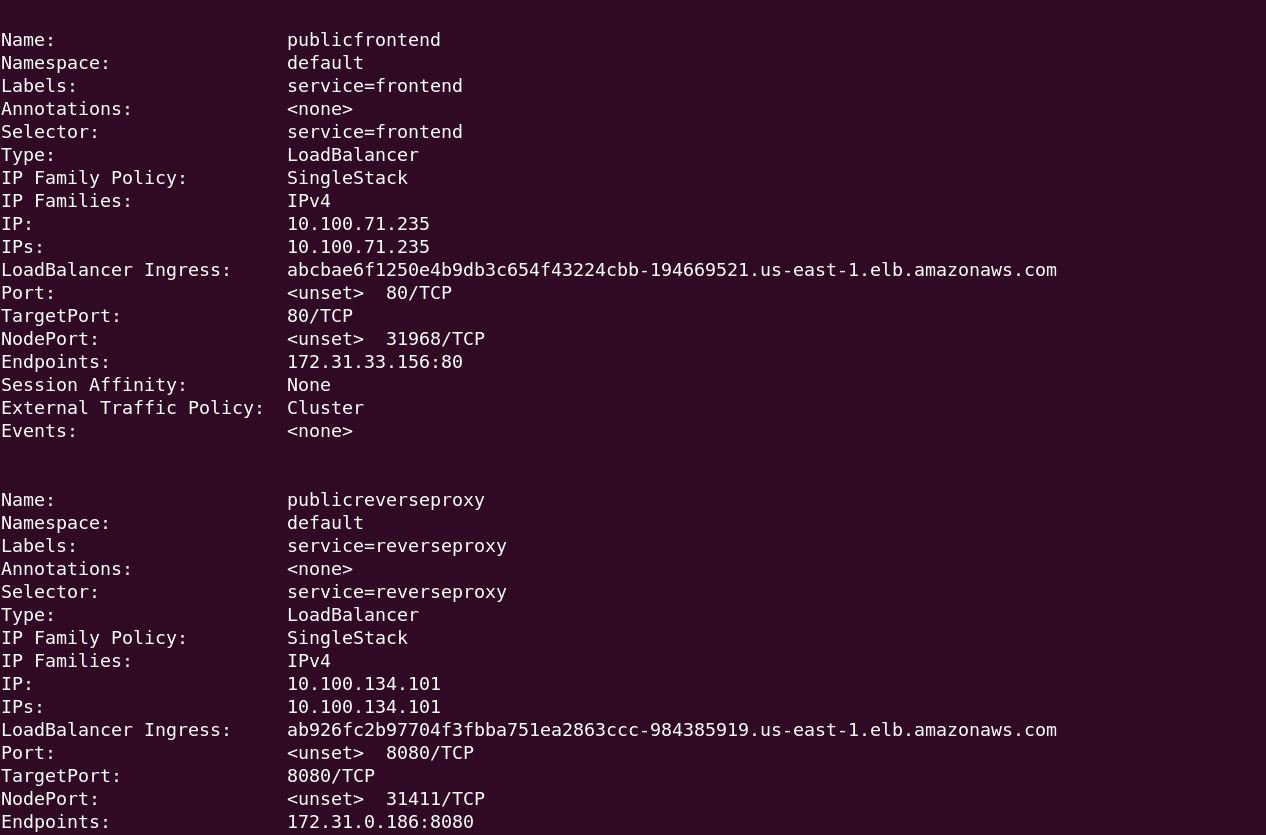 Name:                     publicfrontend
Namespace:                default
Labels:                   service=frontend
Annotations:              <none>
Selector:                 service=frontend
Type:                     LoadBalancer
IP Family Policy:         SingleStack
IP Families:              IPv4
IP:                       10.100.71.235
IPs:                      10.100.71.235
LoadBalancer Ingress:     abcbae6f1250e4b9db3c654f43224cbb-194669521.us-east-1.elb.amazonaws.com
Port:                     <unset>  80/TCP
TargetPort:               80/TCP
NodePort:                 <unset>  31968/TCP
Endpoints:                172.31.33.156:80
Session Affinity:         None
External Traffic Policy:  Cluster
Events:                   <none>
Name:                     publicreverseproxy
Namespace:                default
Labels:                   service=reverseproxy
Annotations:              <none>
Selector:                 service=reverseproxy
Type:                     LoadBalancer
IP Family Policy:         SingleStack
IP Families:              IPv4
IP:                       10.100.134.101
IPs:                      10.100.134.101
LoadBalancer Ingress:     ab926fc2b97704f3fbba751ea2863ccc-984385919.us-east-1.elb.amazonaws.com
Port:                     <unset>  8080/TCP
TargetPort:               8080/TCP
NodePort:                 <unset>  31411/TCP
Endpoints:                172.31.0.186:8080